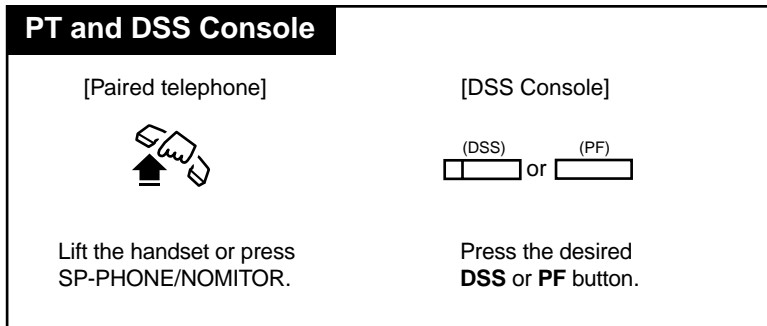 PT and DSS Console
[Paired telephone]
[DSS Console]
(DSS)
or
(PF)
Lift the handset or press
SP-PHONE/NOMITOR.
Press the desired
DSS or PF button.